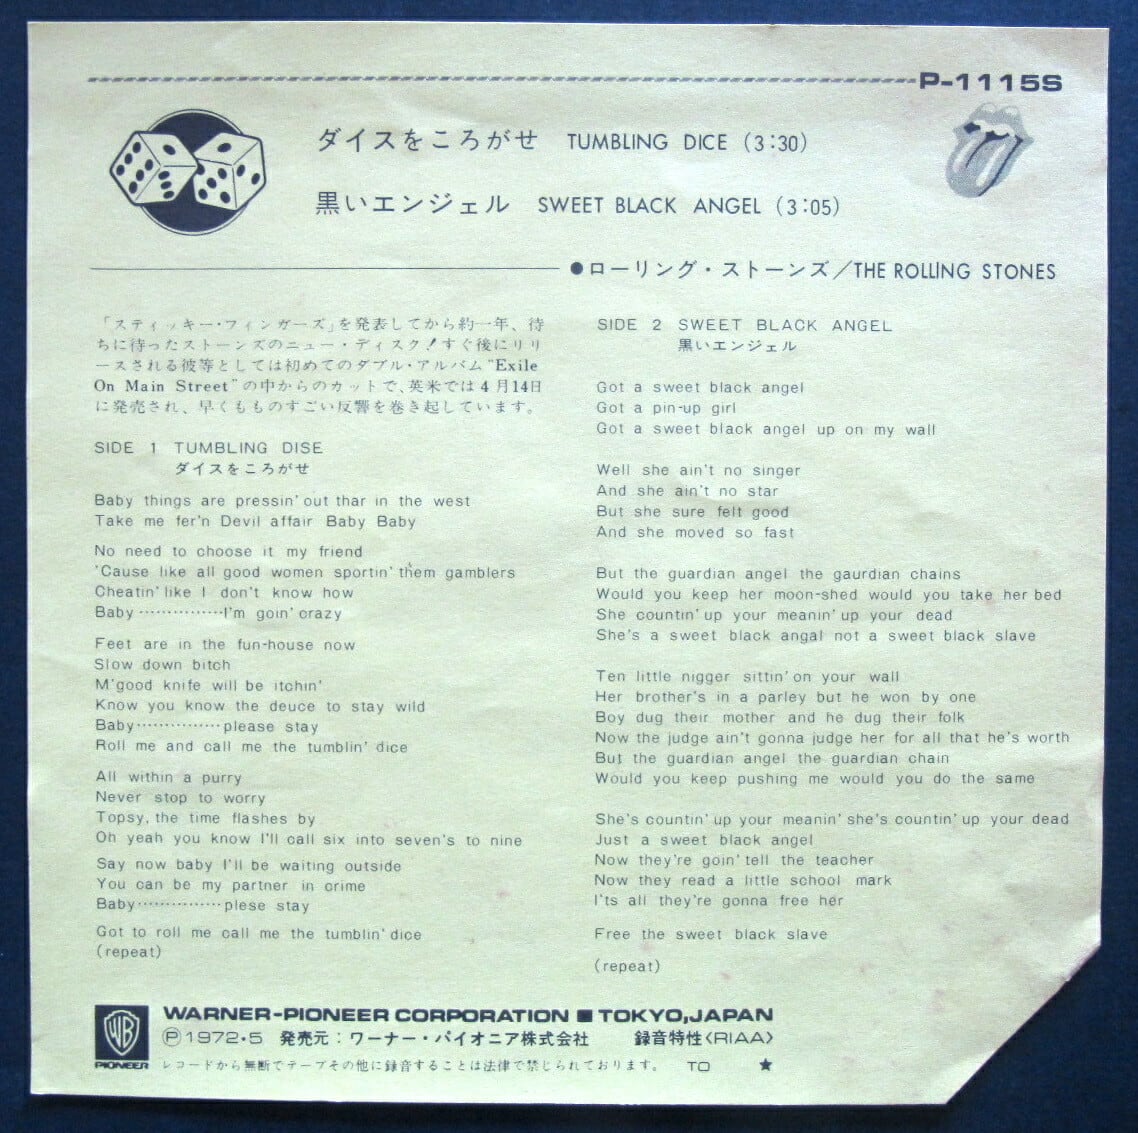 P-1115S
ダイスをころがせ TUMBLING DICE (3:30)
黒いエンジェル SWEET BLACK ANGEL (3:05)
●ローリング・ストーンズ／THE ROLLING STONES
「スティッキー・フィンガーズ」を発表してから約一年、待
ちに待ったストーンズのニュー・ディスク！すぐ後にリリ
ースされる彼等としては初めてのダブル・アルバム“Exile
On Main Street”の中からのカットで、英米では4月14日
に発売され、早くもものすごい反響を巻き起しています。
SIDE 1 TUMBLING DISE
ダイスをころがせ
Baby things are pressin' out thar in the west
Take me fer'n Devil affair Baby Baby
No need to choose it my friend
'Cause like all good women sportin' them gamblers
Cheatin' like I don't know how
Baby ……………I'm goin' crazy
Feet are in the fun-house now
Slow down bitch
M'good knife will be itchin'
Know you know the deuce to stay wild
Baby……………please stay
Roll me and call me the tumblin' dice
All within a purry
Never stop to worry
Topsy, the time flashes by
Oh yeah you know I'll call six into seven's to nine
Say now baby I'll be waiting outside
You can be my partner in crime
Baby……………plese stay
Got to roll me call me the tumblin' dice
(repeat)
SIDE 2 SWEET BLACK ANGEL
黒いエンジェル
Got a sweet black angel
Got a pin-up girl
Got a sweet black angel up on my wall
Well she ain't no singer
And she ain't no star
But she sure felt good
And she moved so fast
But the guardian angel the gaurdian chains
Would you keep her moon-shed would you take her bed
She countin' up your meanin' up your dead
She's a sweet black angal not a sweet black slave
Ten little nigger sittin' on your wall
Her brother's in a parley but he won by one
Boy dug their mother and he dug their folk
Now the judge ain't gonna judge her for all that he's worth
But the guardian angel the guardian chain
Would you keep pushing me would you do the same
She's countin' up your meanin' she's countin' up your dead
Just a sweet black angel
Now they're goin' tell the teacher
Now they read a little school mark
I'ts all they're gonna free her
Free the sweet black slave
(repeat)
WB PIONEER
WARNER-PIONEER CORPORATION ■ TOKYO,JAPAN
Ⓟ1972・5 発売元：ワーナー・パイオニア株式会社 録音特性〈RIAA〉
レコードから無断でテープその他に録音することは法律で禁じられております。 TO ★